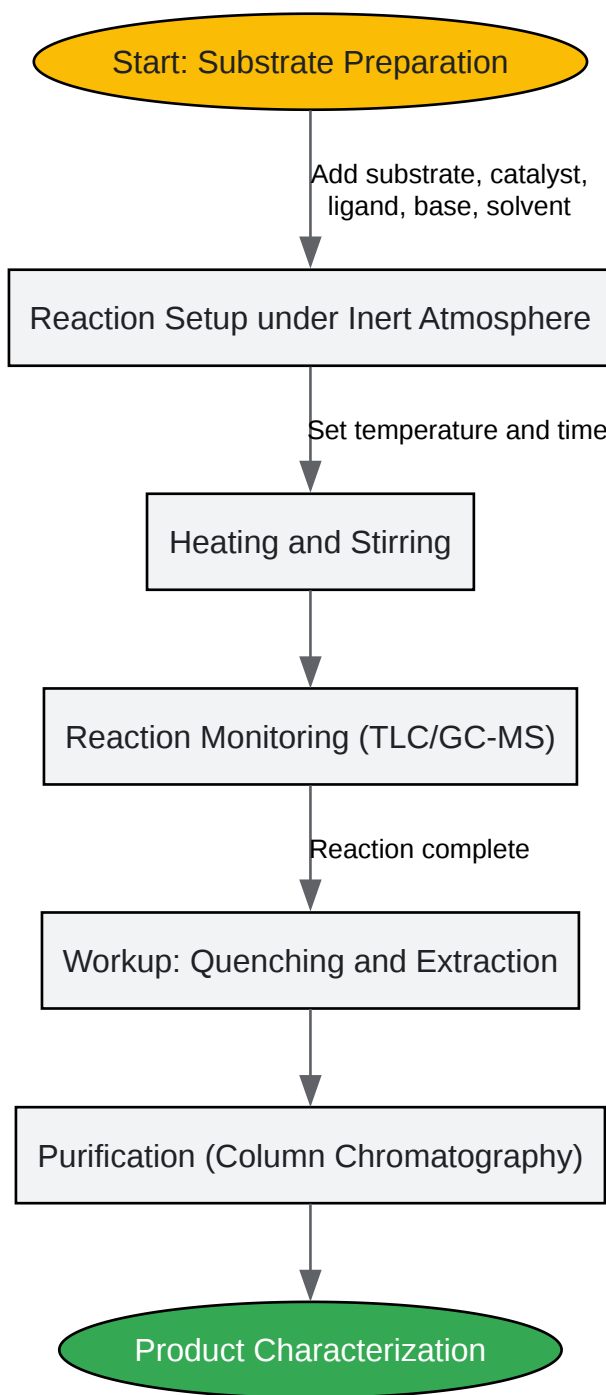 Start: Substrate Preparation
Add substrate, catalyst,
ligand, base, solvent
Reaction Setup under Inert Atmosphere
Set temperature and time
Heating and Stirring
Reaction Monitoring (TLC/GC-MS)
Reaction complete
Workup: Quenching and Extraction
Purification (Column Chromatography)
Product Characterization